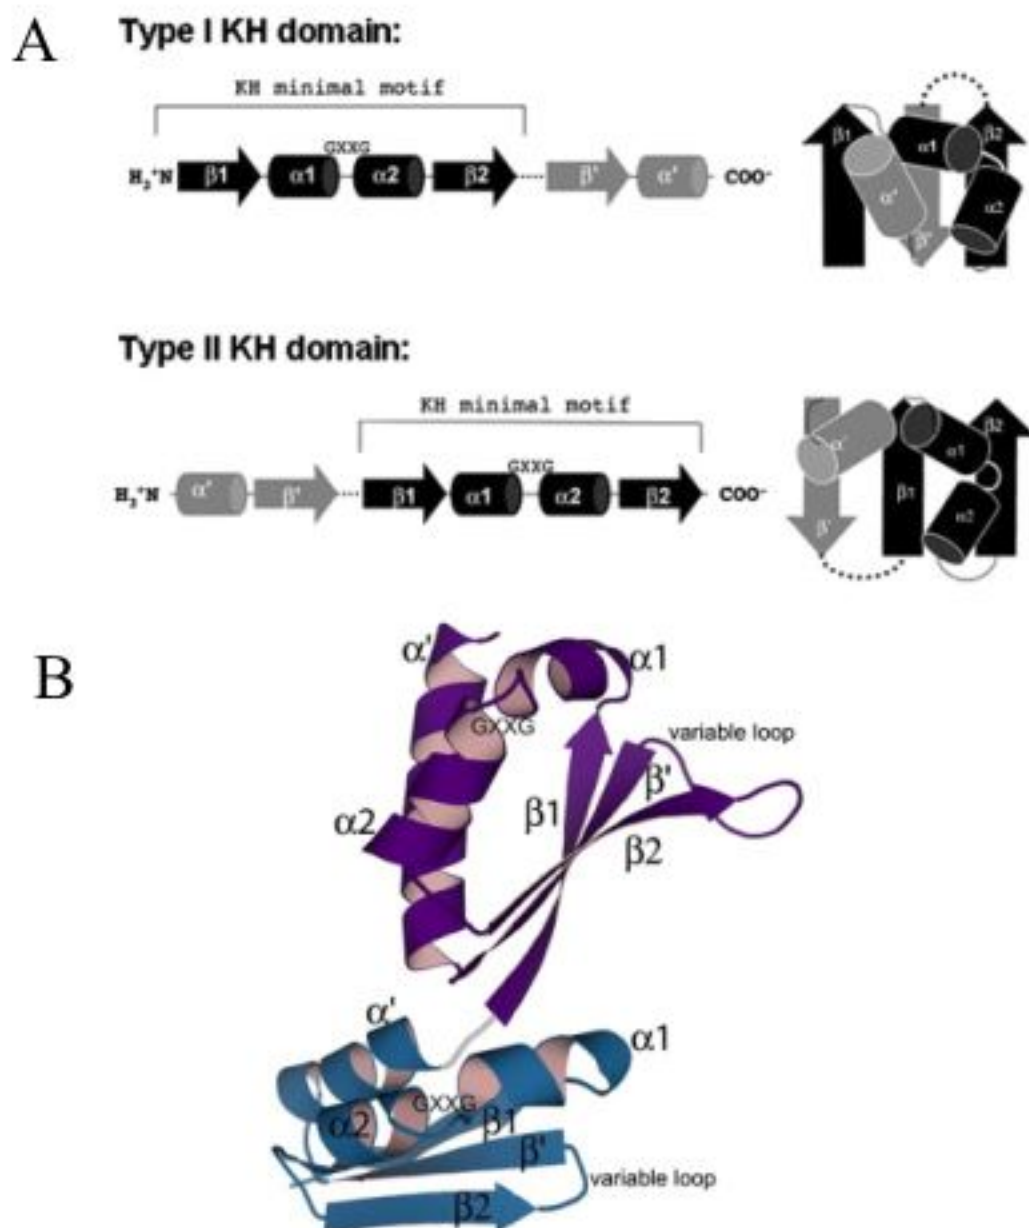 A
Type I KH domain:
KH minimal motif
GXXG
H₃⁺N β1 α1 α2 β2 β' α' COO⁻
β1 α1 β2
α' α2
β'
Type II KH domain:
KH minimal motif
GXXG
H₃⁺N α' β' β1 α1 α2 β2 COO⁻
α' α1 β2
β1
α2
β'
B
α' α1
GXXG
variable loop
β'
β1
α2
β2
α'
α1
GXXG
α2 β1
β'
variable loop
β2